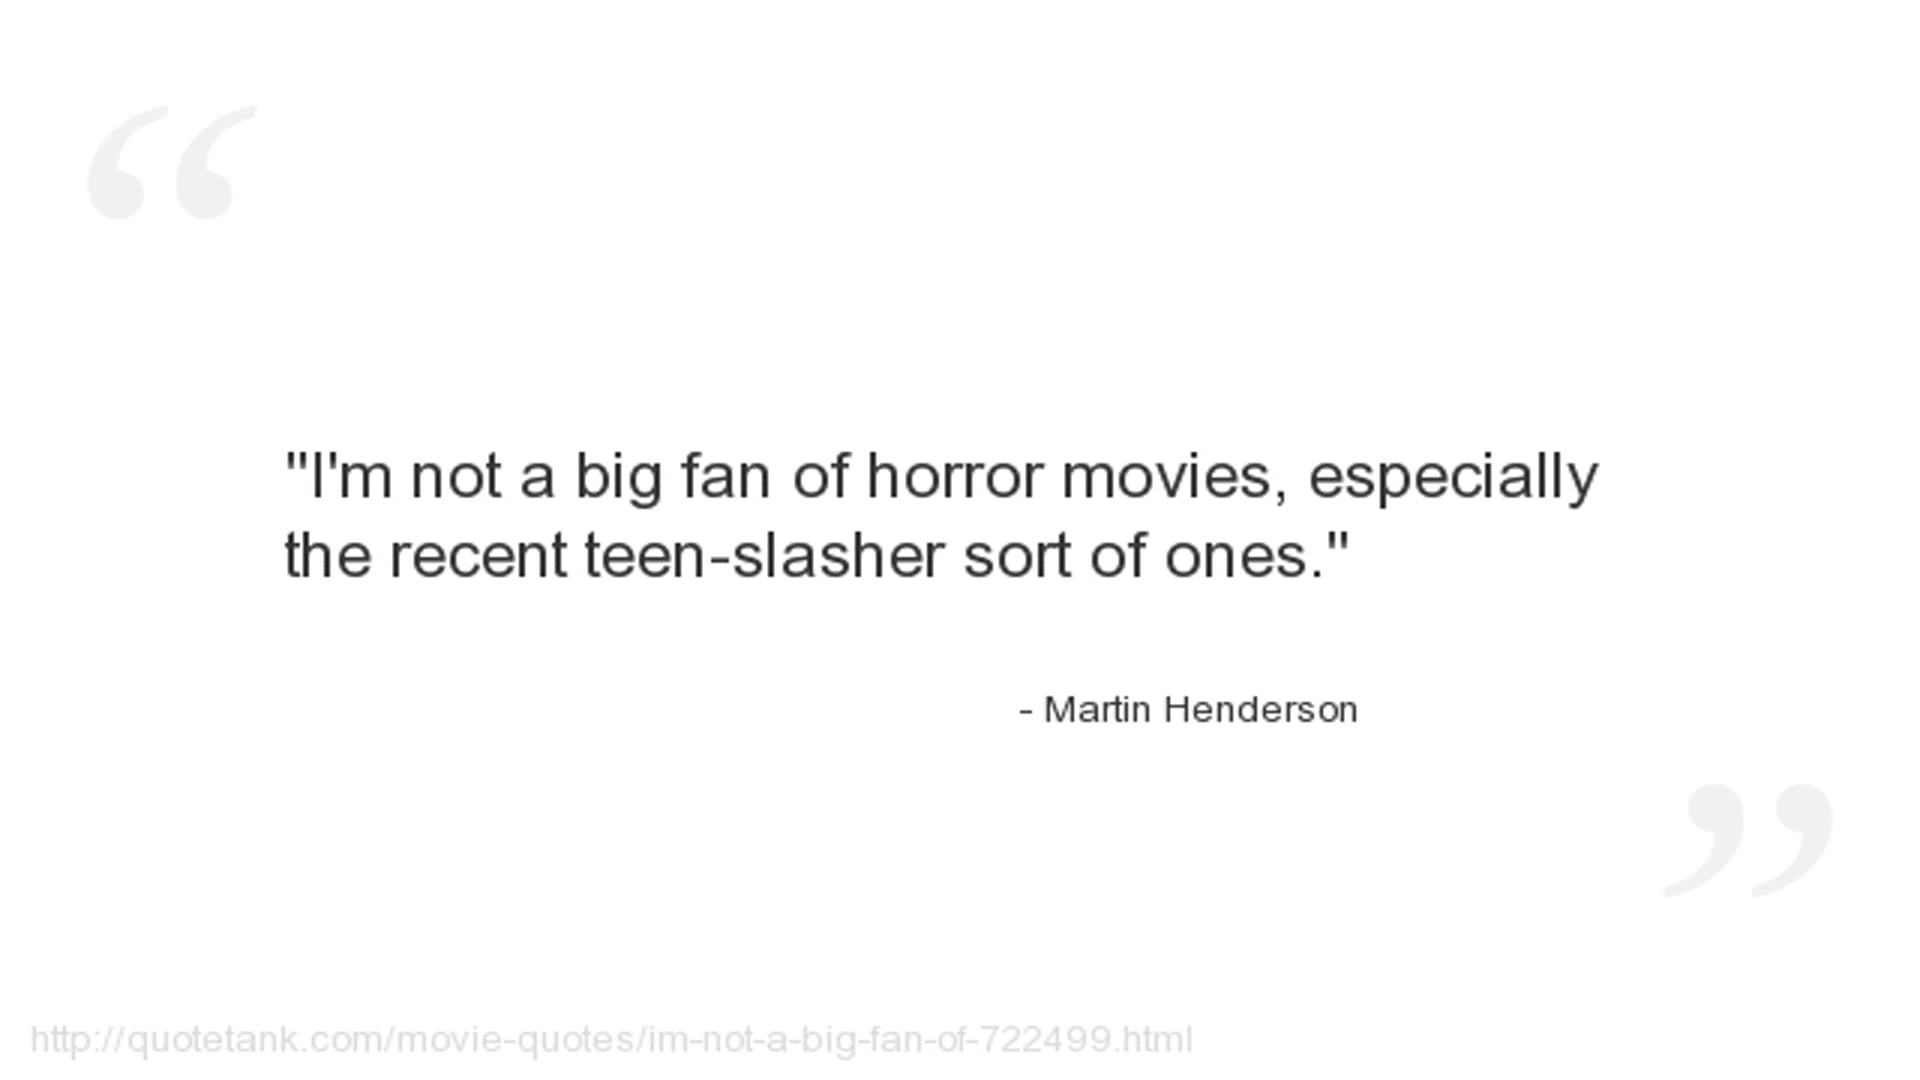 "I'm not a big fan of horror movies, especially
the recent teen-slasher sort of ones."
- Martin Henderson
http://quotetank.com/movie-quotes/im-not-a-big-fan-of-722499.html